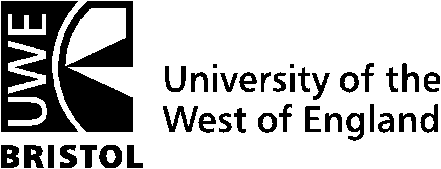 UWE
BRISTOL
University of the
West of England